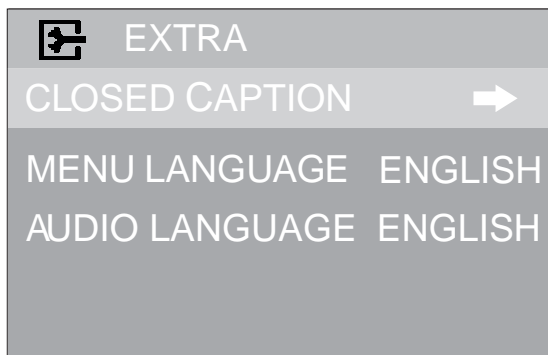 EXTRA
CLOSED CAPTION
MENU LANGUAGE ENGLISH
AUDIO LANGUAGE ENGLISH